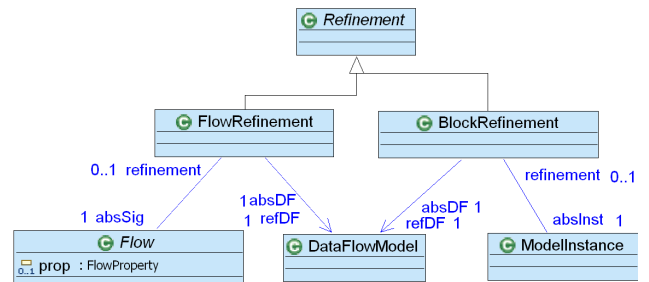 C Refinement
C FlowRefinement
C BlockRefinement
0..1 refinement
refinement 0..1
1 absDF
1 refDF
absDF 1
refDF 1
1 absSig
absInst 1
C Flow
C DataFlowModel
C ModelInstance
0..1 prop : FlowProperty